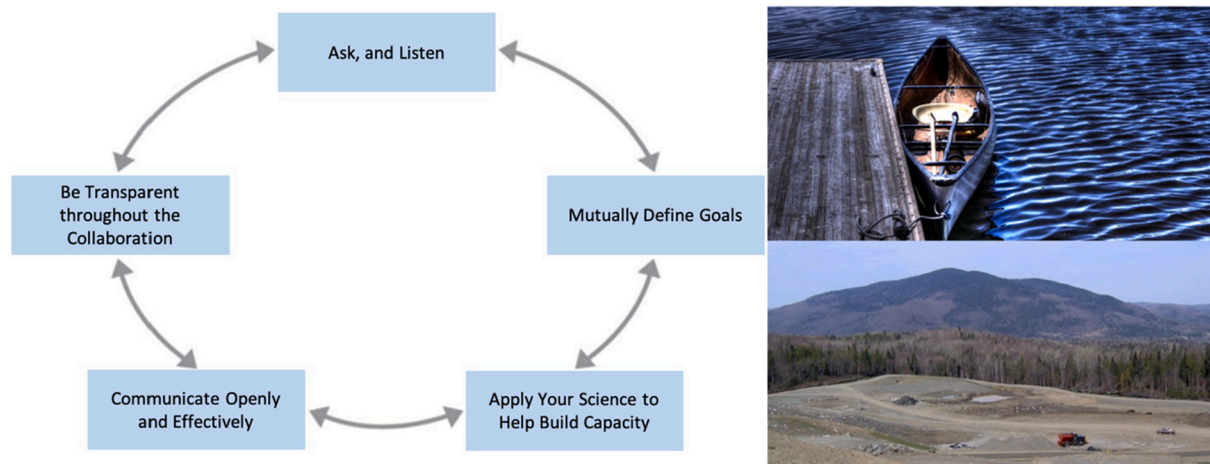 Ask, and Listen
Mutually Define Goals
Apply Your Science to
Help Build Capacity
Communicate Openly
and Effectively
Be Transparent
throughout the
Collaboration